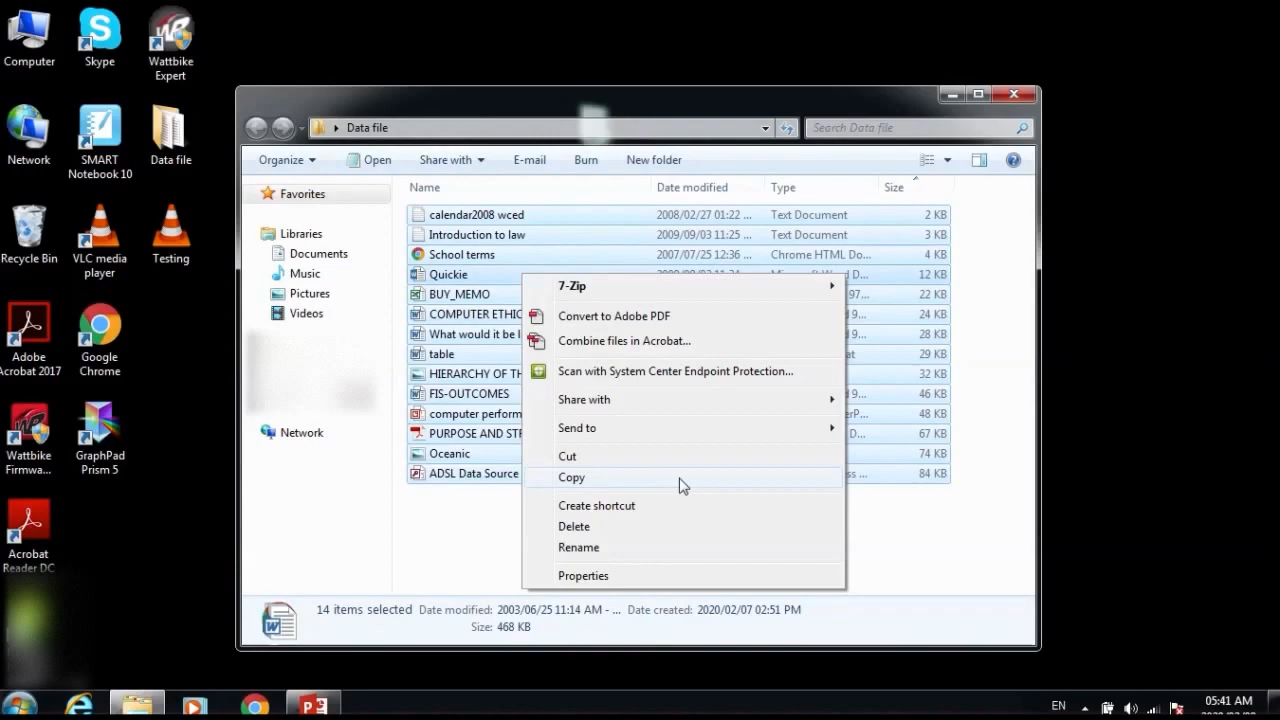 Computer
Skype
Wattbike
Expert
Network
SMART
Notebook 10
Data file
Recycle Bin
VLC media
player
Testing
Adobe
Acrobat 2017
Google
Chrome
Wattbike
Firmwa...
GraphPad
Prism 5
Acrobat
Reader DC
Data file
Search Data file
Organize
Open
Share with
E-mail
Burn
New folder
Favorites
Libraries
Documents
Music
Pictures
Videos
Network
Name Date modified Type Size
calendar2008 wced 2008/02/27 01:22 ... Text Document 2 KB
Introduction to law 2009/09/03 11:25 ... Text Document 3 KB
School terms 2007/07/25 12:36 ... Chrome HTML Do... 4 KB
Quickie 12 KB
BUY_MEMO 97... 22 KB
COMPUTER ETHIC 9... 24 KB
What would it be l 9... 28 KB
table at 29 KB
HIERARCHY OF TH 37 KB
FIS-OUTCOMES 9... 46 KB
computer perform erP... 48 KB
PURPOSE AND STR D... 67 KB
Oceanic 74 KB
ADSL Data Source ss ... 84 KB
7-Zip
Convert to Adobe PDF
Combine files in Acrobat...
Scan with System Center Endpoint Protection...
Share with
Send to
Cut
Copy
Create shortcut
Delete
Rename
Properties
14 items selected Date modified: 2003/06/25 11:14 AM - ... Date created: 2020/02/07 02:51 PM
Size: 468 KB
EN
05:41 AM